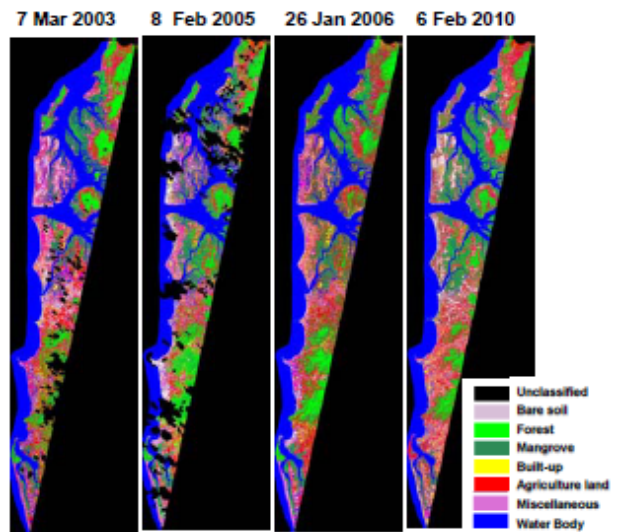 7 Mar 2003 8 Feb 2005 26 Jan 2006 6 Feb 2010
Unclassified
Bare soil
Forest
Mangrove
Built-up
Agriculture land
Miscellaneous
Water Body